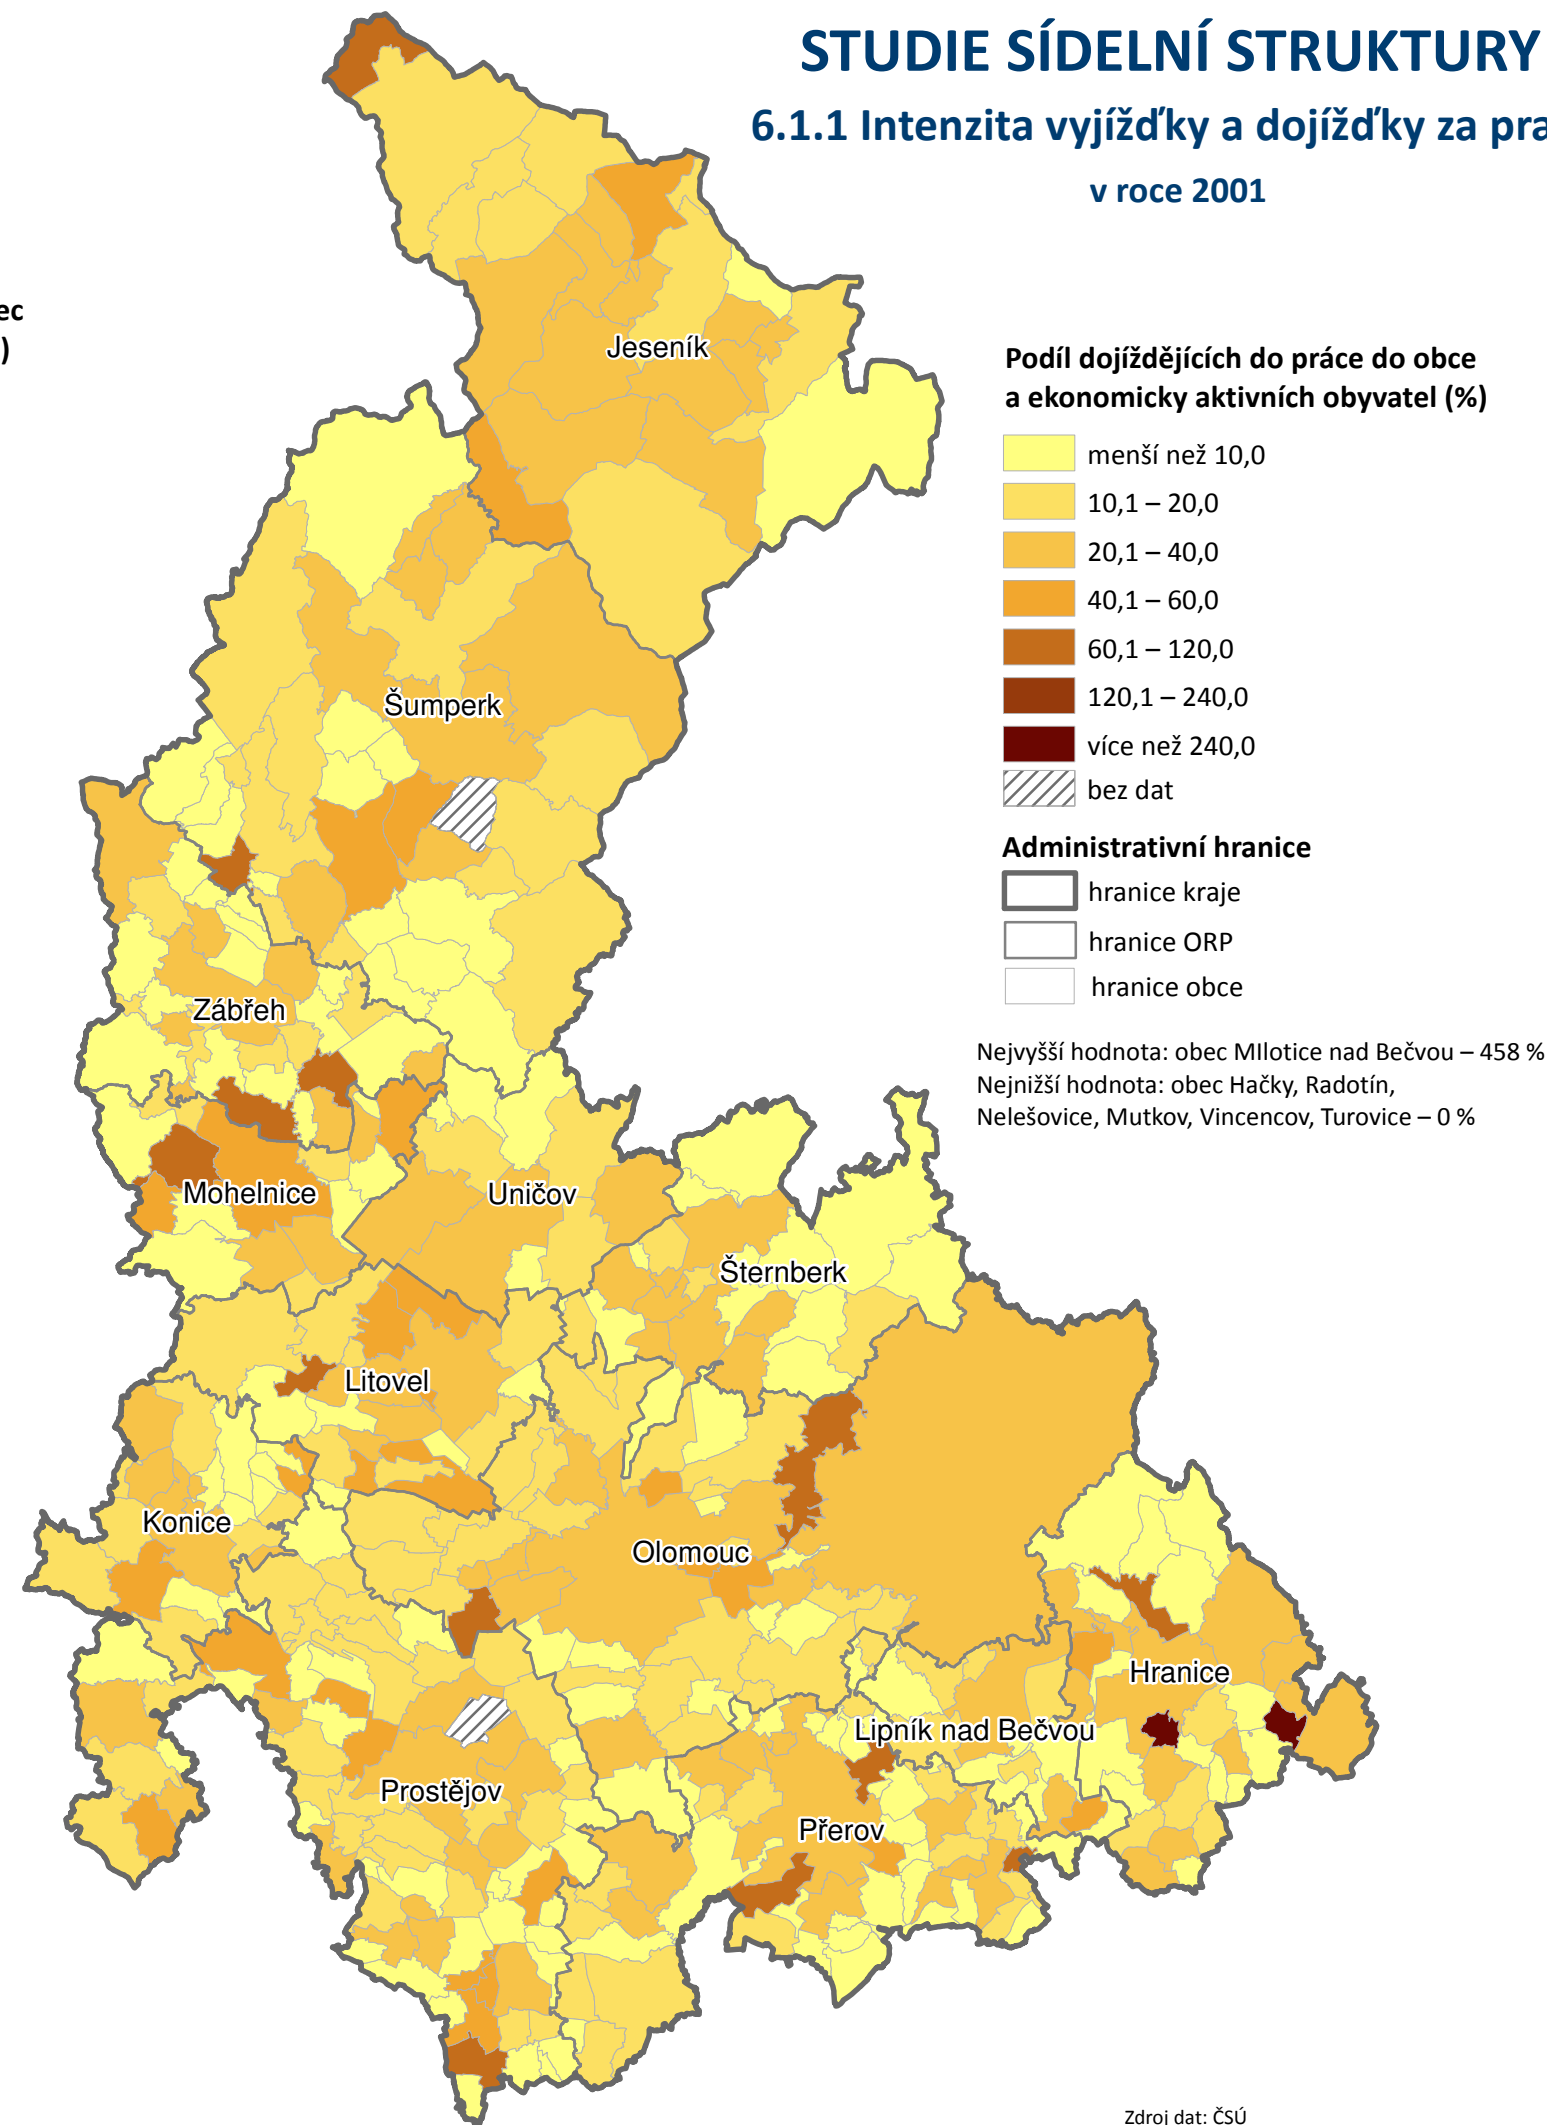 STUDIE SÍDELNÍ STRUKTURY
6.1.1 Intenzita vyjížďky a dojížďky za pra
v roce 2001
ec
)
Podíl dojíždějících do práce do obce
a ekonomicky aktivních obyvatel (%)
menší než 10,0
10,1 – 20,0
20,1 – 40,0
40,1 – 60,0
60,1 – 120,0
120,1 – 240,0
více než 240,0
bez dat
Administrativní hranice
hranice kraje
hranice ORP
hranice obce
Nejvyšší hodnota: obec MIlotice nad Bečvou – 458 %
Nejnižší hodnota: obec Hačky, Radotín,
Nelešovice, Mutkov, Vincencov, Turovice – 0 %
Jeseník
Šumperk
Zábřeh
Mohelnice
Uničov
Šternberk
Litovel
Konice
Olomouc
Hranice
Lipník nad Bečvou
Prostějov
Přerov
Zdroj dat: ČSÚ